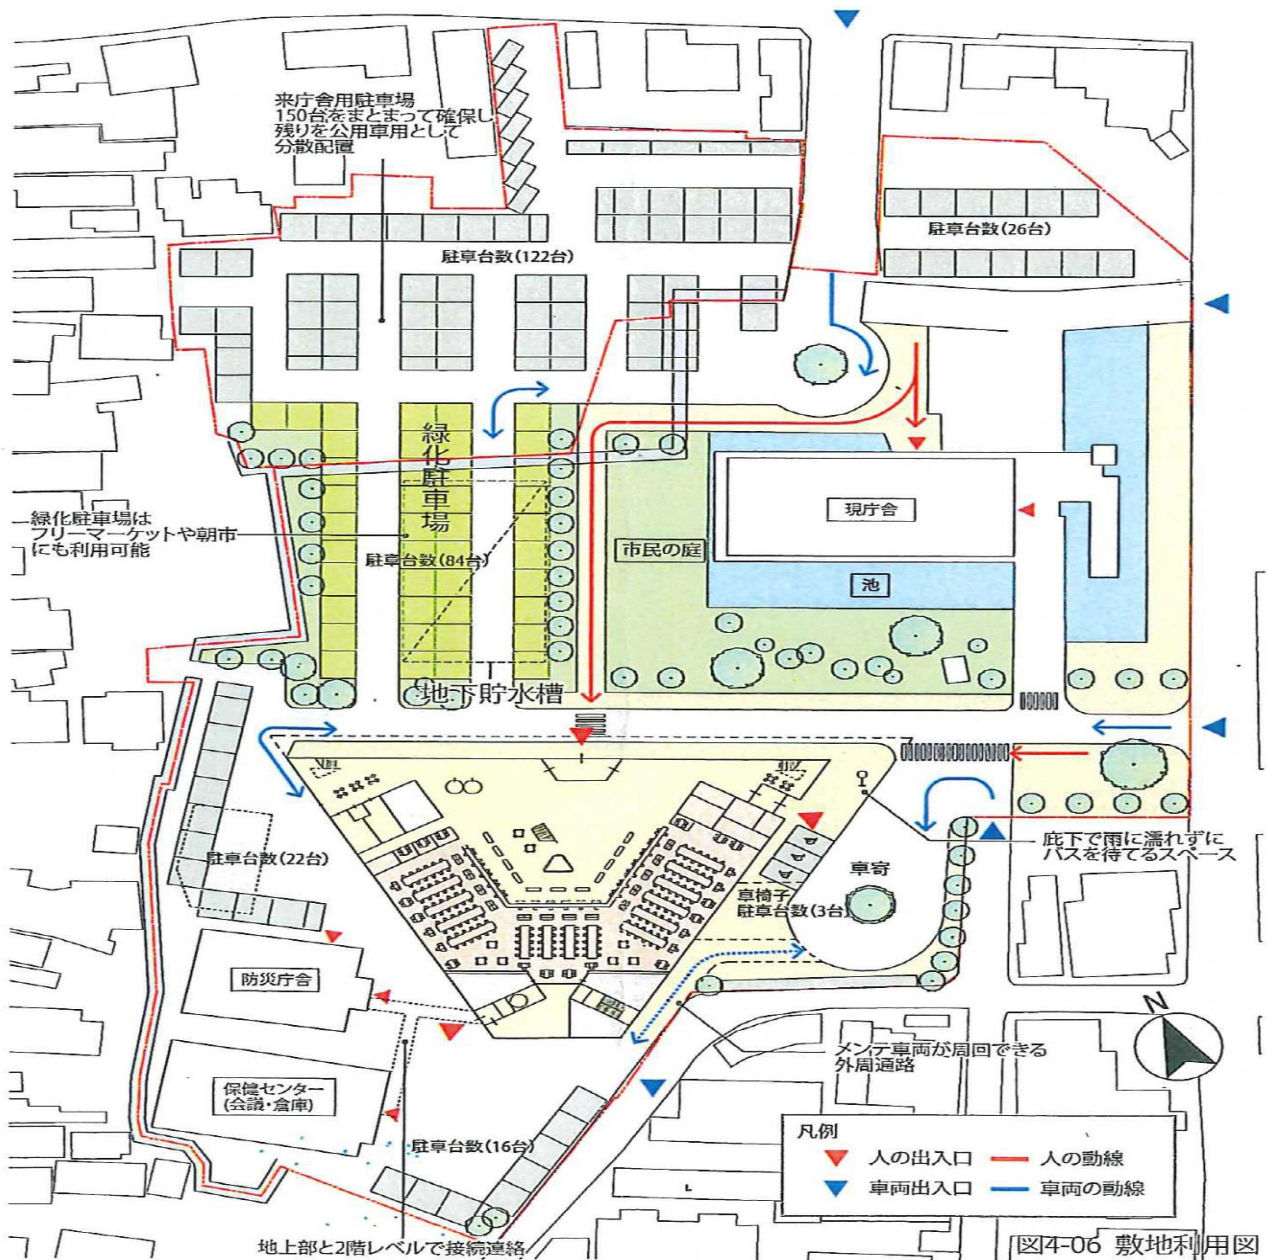 来庁舎用駐車場
150台をまとまって確保し
残りを公用車用として
分散配置
駐車台数(26台)
駐車台数(122台)
緑化駐車場
現庁舎
緑化駐車場は
フリーマーケットや朝市
にも利用可能
市民の庭
駐車台数(84台)
池
地下貯水槽
庇下で雨に濡れずに
バスを待てるスペース
駐車台数(22台)
車寄
車椅子
駐車台数(3台)
防災庁舎
N
メンテ車両が周回できる
外周通路
保健センター
(会議・倉庫)
駐車台数(16台)
凡例
人の出入口 人の動線
車両出入口 車両の動線
地上部と2階レベルで接続連絡
図4-06 敷地利用図